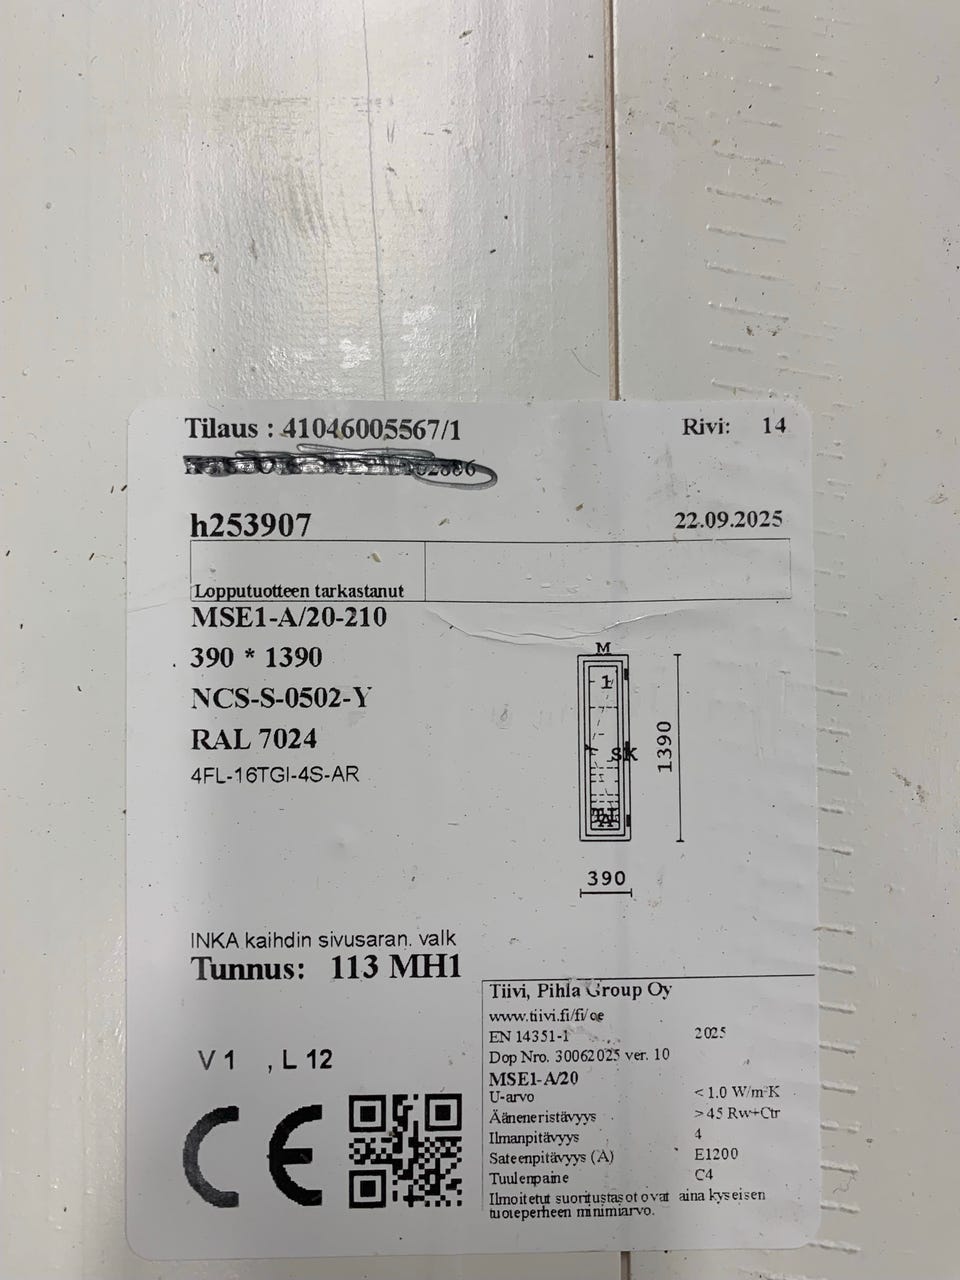 Tilaus : 41046005567/1 Rivi: 14
h253907 22.09.2025
Lopputuotteen tarkastanut
MSE1-A/20-210
390 * 1390
NCS-S-0502-Y
RAL 7024
4FL-16TGI-4S-AR
M
1
SK
1390
390
INKA kaihdin sivusaran. valk
Tunnus: 113 MH1
V 1 , L 12
CE
Tiivi, Pihla Group Oy
www.tiivi.fi/fi/ce
EN 14351-1 2025
Dop Nro. 30062025 ver. 10
MSE1-A/20
U-arvo < 1.0 W/m²K
Ääneneristävyys > 45 Rw+Ctr
Ilmanpitävyys 4
Sateenpitävyys (A) E1200
Tuulenpaine C4
Ilmoitetut suoritustasot ovat aina kyseisen
tuoteperheen minimiarvo.